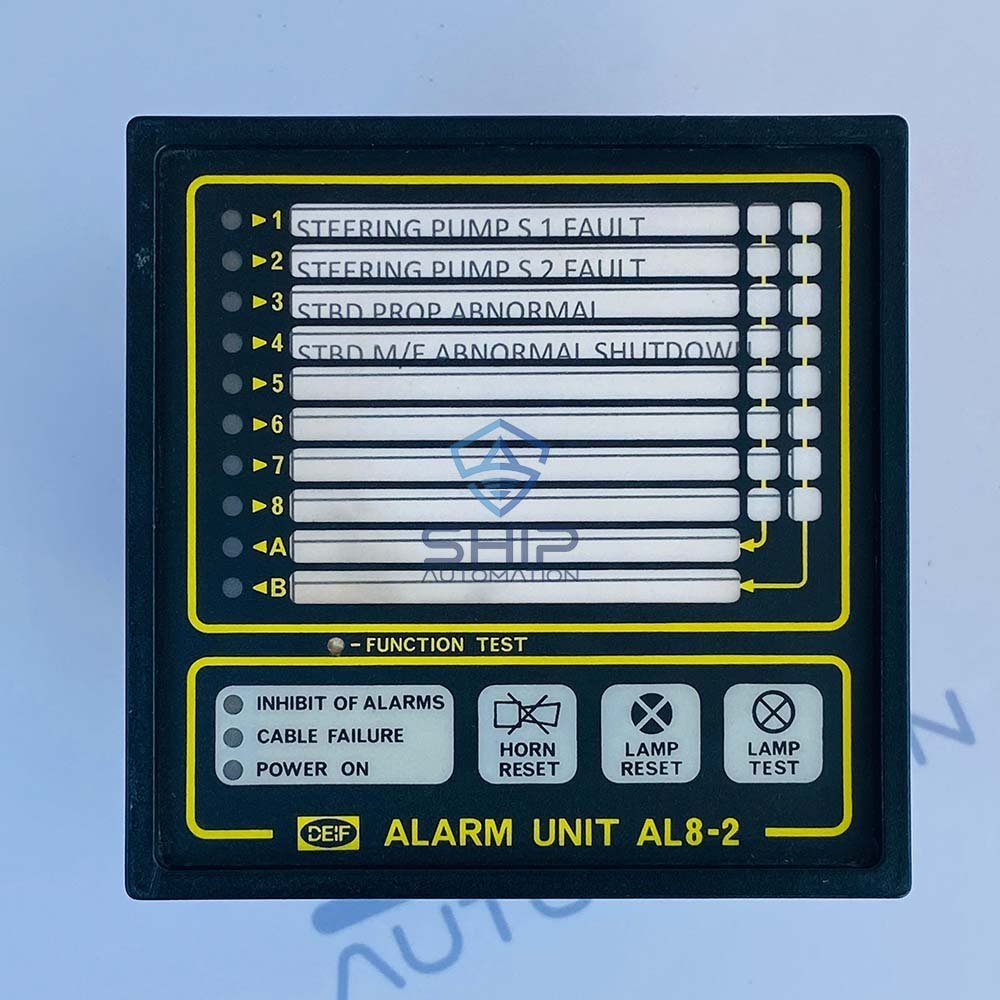 ►1 STEERING PUMP S 1 FAULT
►2 STEERING PUMP S 2 FAULT
►3 STBD PROP ABNORMAL
►4 STBD M/E ABNORMAL SHUTDOWN
►5
►6
►7
►8
◄A
◄B
SHIP
AUTOMATION
- FUNCTION TEST
INHIBIT OF ALARMS
CABLE FAILURE
POWER ON
HORN
RESET
LAMP
RESET
LAMP
TEST
DEIF ALARM UNIT AL8-2